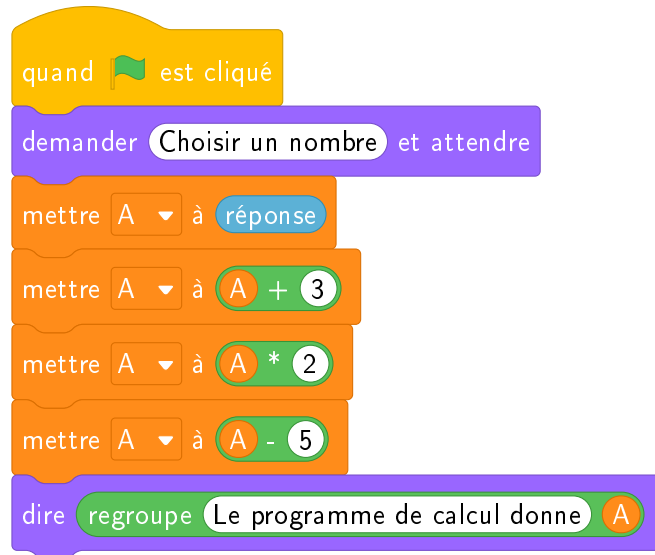 quand est cliqué
demander Choisir un nombre et attendre
mettre A à réponse
mettre A à A + 3
mettre A à A * 2
mettre A à A - 5
dire regroupe Le programme de calcul donne A